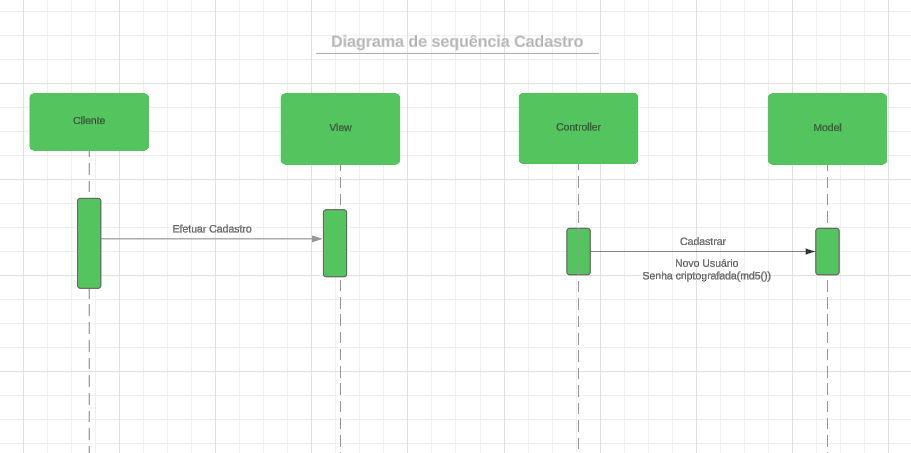 Diagrama de sequência Cadastro
Cliente
View
Controller
Model
Efetuar Cadastro
Cadastrar
Novo Usuário
Senha criptografada(md5())